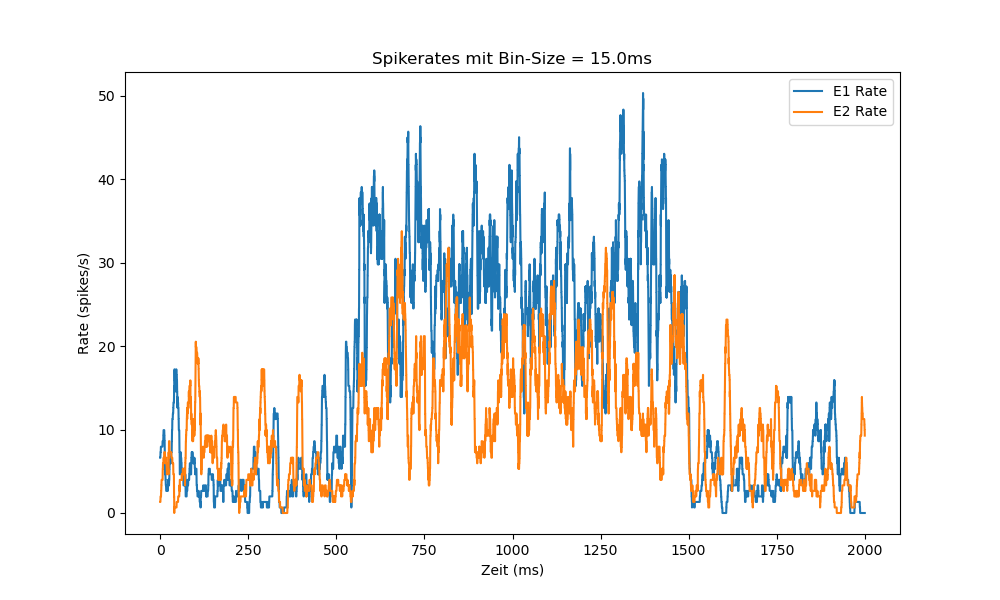 Spikerates mit Bin-Size = 15.0ms
E1 Rate
E2 Rate
50
40
30
20
10
0
Rate (spikes/s)
0 250 500 750 1000 1250 1500 1750 2000
Zeit (ms)